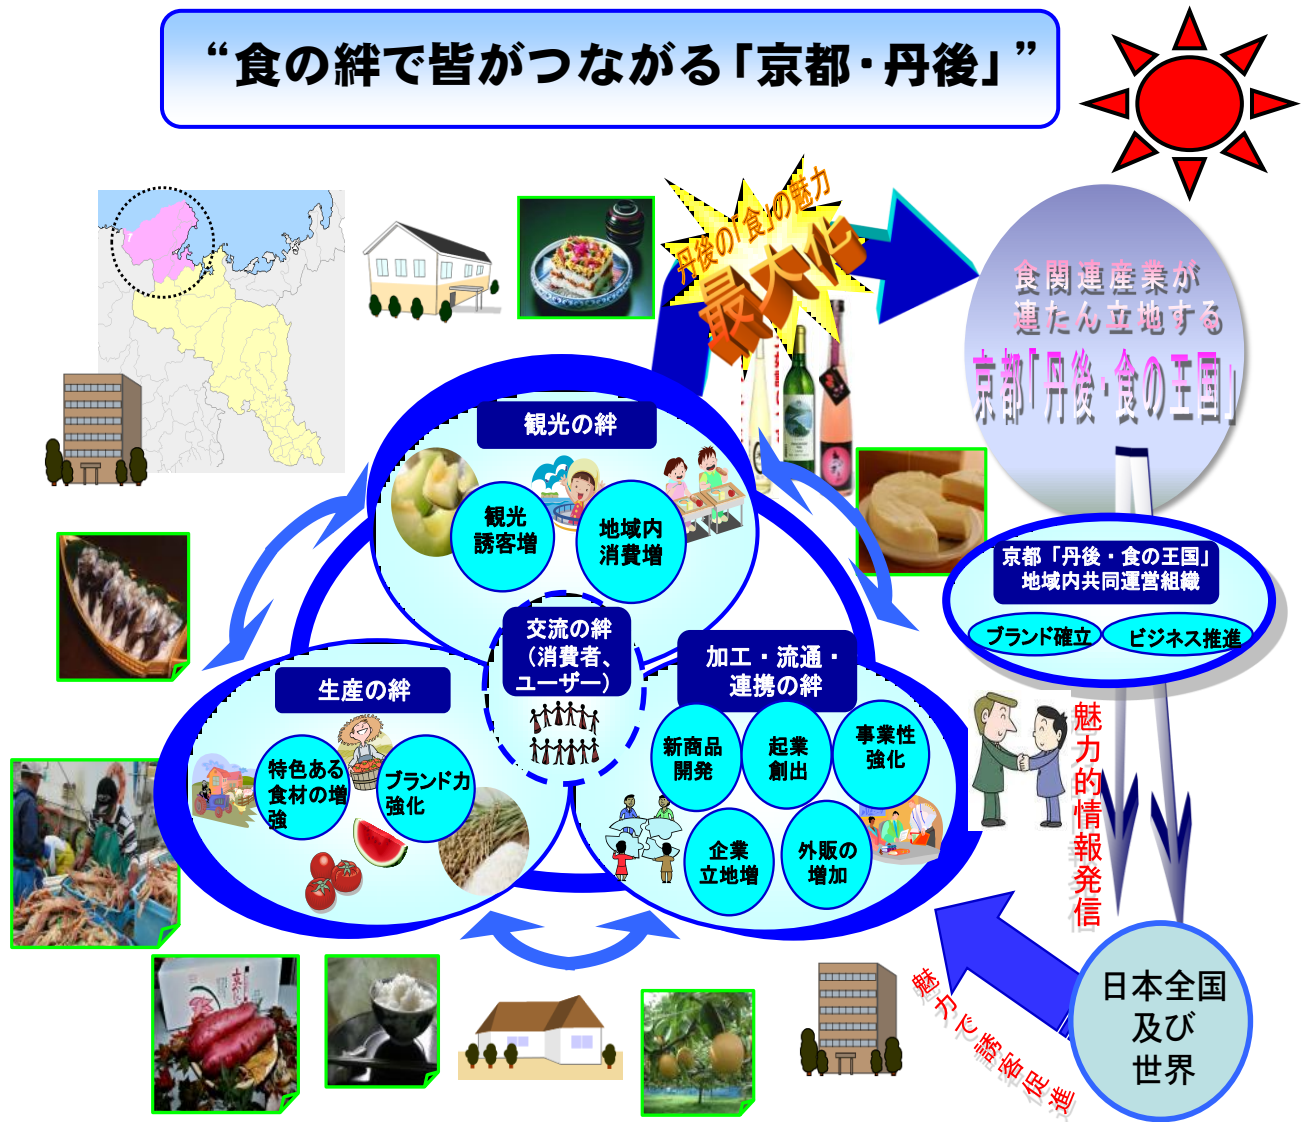 “食の絆で皆がつながる「京都・丹後」”
丹後の「食」の魅力
最大化
食関連産業が
連たん立地する
京都「丹後・食の王国」
観光の絆
観光
誘客増
地域内
消費増
交流の絆
（消費者、
ユーザー）
生産の絆
特色ある
食材の増
強
ブランド力
強化
加工・流通・
連携の絆
新商品
開発
起業
創出
事業性
強化
企業
立地増
外販の
増加
京都「丹後・食の王国」
地域内共同運営組織
ブランド確立
ビジネス推進
魅力的情報発信
魅力で誘客促進
日本全国
及び
世界